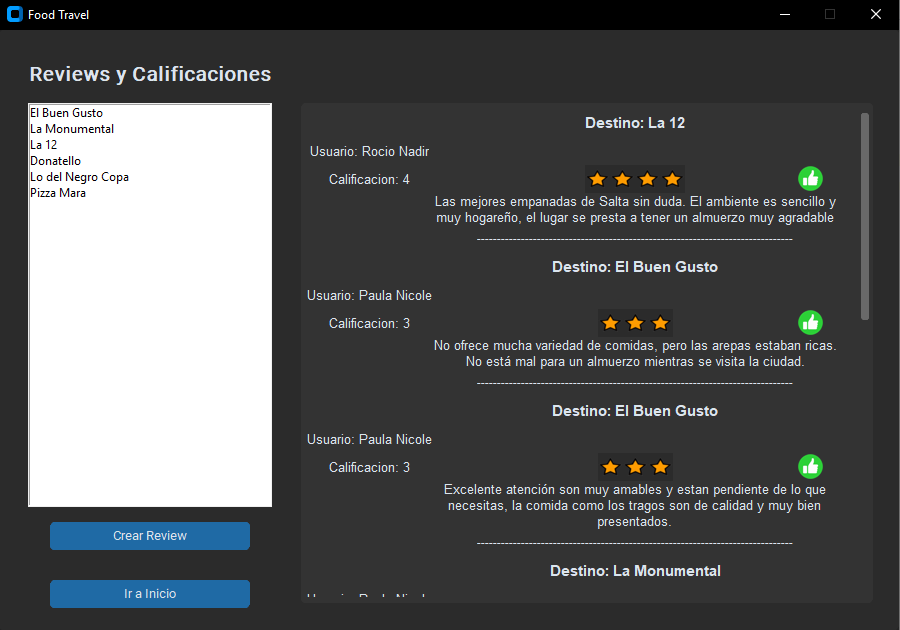 Food Travel
Reviews y Calificaciones
El Buen Gusto
La Monumental
La 12
Donatello
Lo del Negro Copa
Pizza Mara
Crear Review
Ir a Inicio
Destino: La 12
Usuario: Rocio Nadir
Calificacion: 4
Las mejores empanadas de Salta sin duda. El ambiente es sencillo y
muy hogareño, el lugar se presta a tener un almuerzo muy agradable
--------------------------------------------------------------------------------
Destino: El Buen Gusto
Usuario: Paula Nicole
Calificacion: 3
No ofrece mucha variedad de comidas, pero las arepas estaban ricas.
No está mal para un almuerzo mientras se visita la ciudad.
--------------------------------------------------------------------------------
Destino: El Buen Gusto
Usuario: Paula Nicole
Calificacion: 3
Excelente atención son muy amables y estan pendiente de lo que
necesitas, la comida como los tragos son de calidad y muy bien
presentados.
--------------------------------------------------------------------------------
Destino: La Monumental